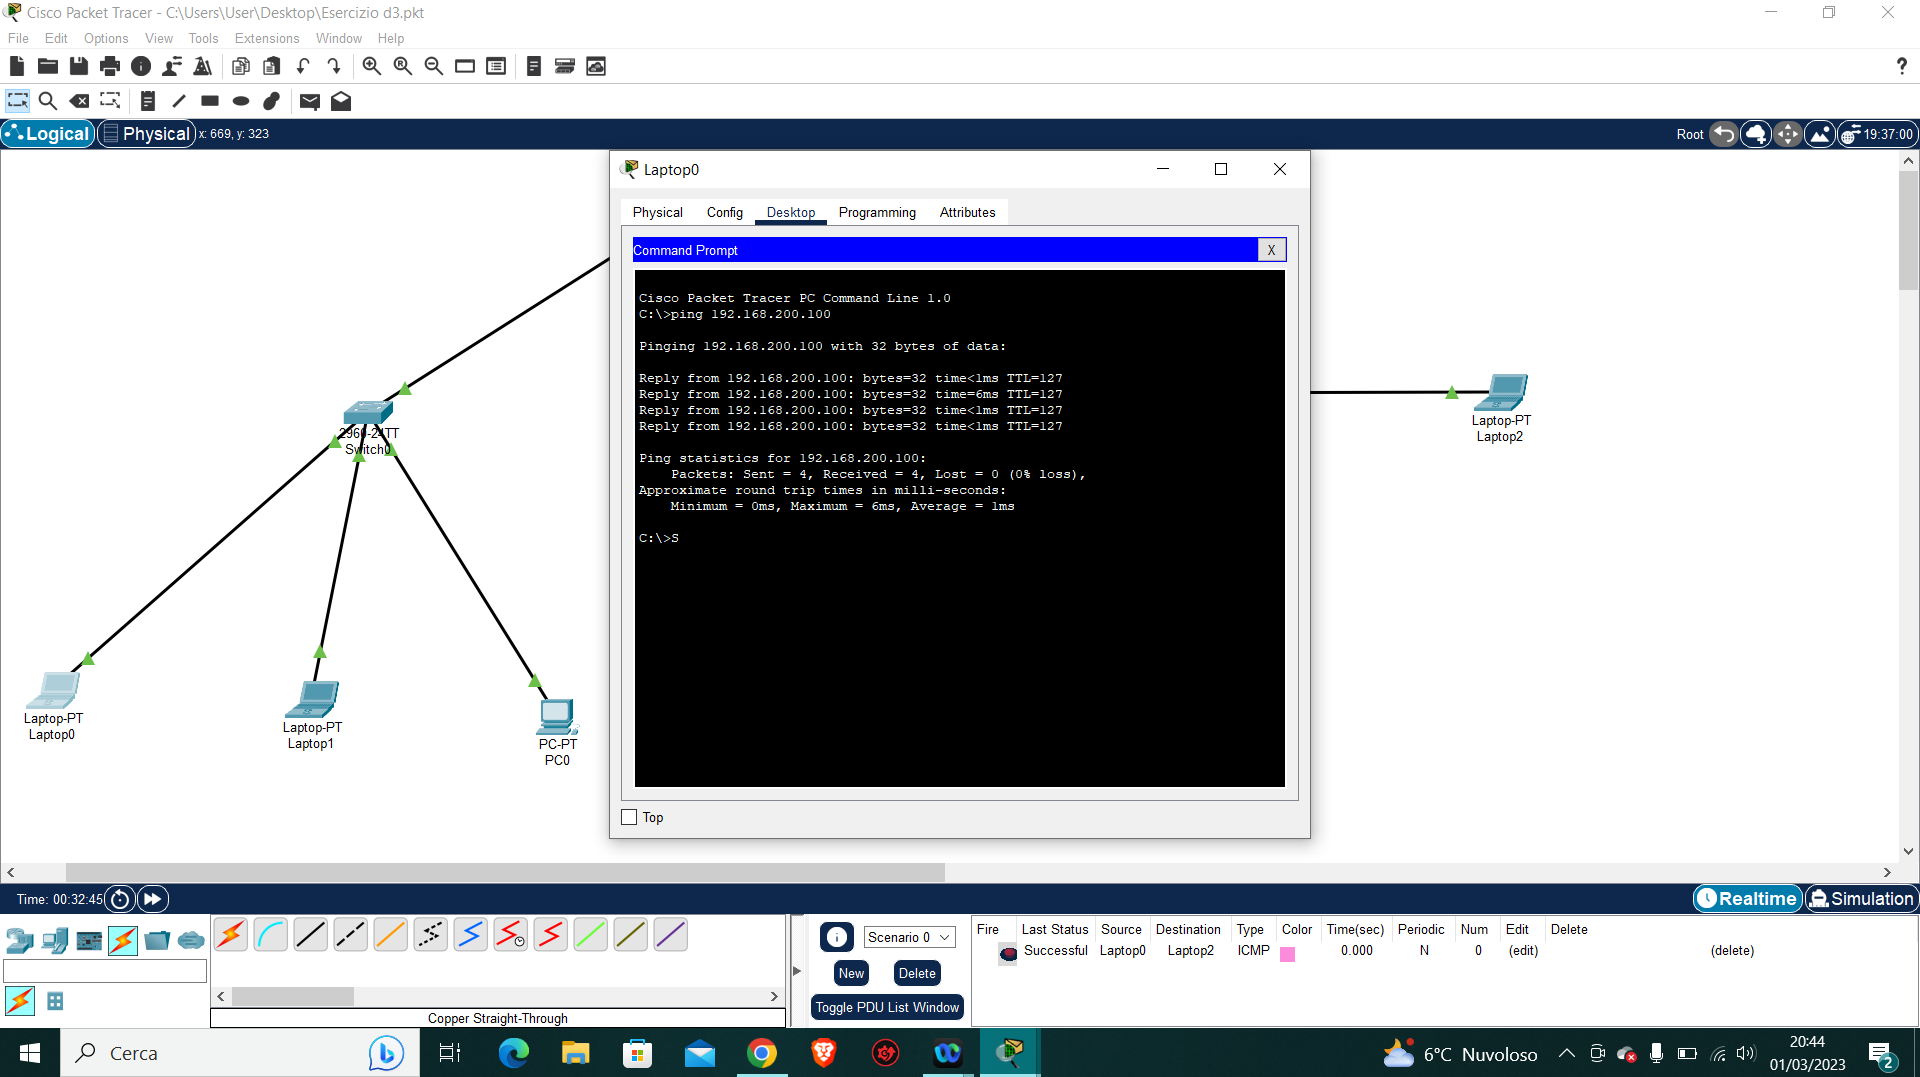 Cisco Packet Tracer - C:\Users\User\Desktop\Esercizio d3.pkt
File Edit Options View Tools Extensions Window Help
?
Logical Physical x: 669, y: 323
Root 19:37:00
Laptop0
Physical Config Desktop Programming Attributes
Command Prompt
X
Cisco Packet Tracer PC Command Line 1.0
C:\>ping 192.168.200.100
Pinging 192.168.200.100 with 32 bytes of data:
Reply from 192.168.200.100: bytes=32 time<1ms TTL=127
Reply from 192.168.200.100: bytes=32 time=6ms TTL=127
Reply from 192.168.200.100: bytes=32 time<1ms TTL=127
Reply from 192.168.200.100: bytes=32 time<1ms TTL=127
Ping statistics for 192.168.200.100:
Packets: Sent = 4, Received = 4, Lost = 0 (0% loss),
Approximate round trip times in milli-seconds:
Minimum = 0ms, Maximum = 6ms, Average = 1ms
C:\>S
Top
2960-24TT
Switch0
Laptop-PT
Laptop2
Laptop-PT
Laptop0
Laptop-PT
Laptop1
PC-PT
PC0
Time: 00:32:45
Realtime Simulation
Scenario 0
New Delete
Toggle PDU List Window
Fire Last Status Source Destination Type Color Time(sec) Periodic Num Edit Delete
Successful Laptop0 Laptop2 ICMP 0.000 N 0 (edit) (delete)
Copper Straight-Through
Cerca
6°C Nuvoloso
20:44
01/03/2023
2